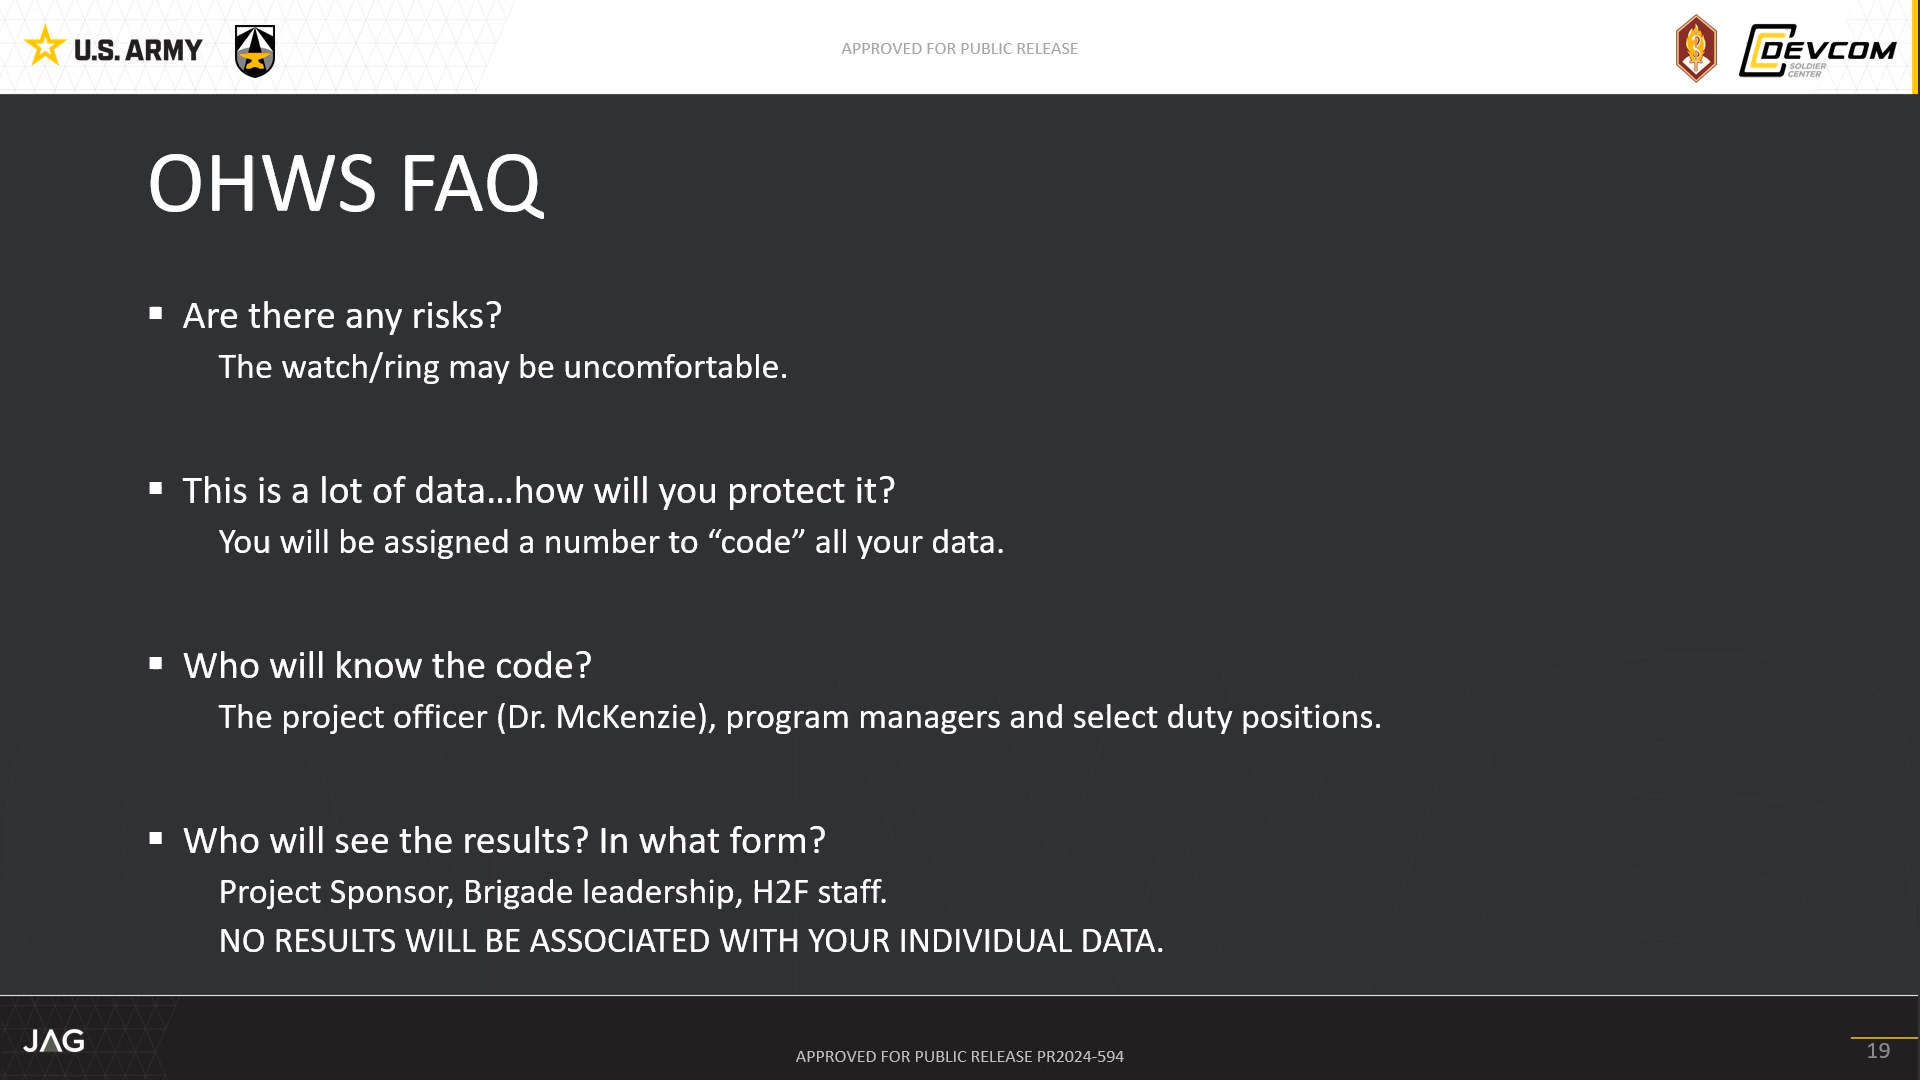 U.S. ARMY
APPROVED FOR PUBLIC RELEASE
DEVCOM
SOLDIER
CENTER
OHWS FAQ
▪ Are there any risks?
The watch/ring may be uncomfortable.
▪ This is a lot of data…how will you protect it?
You will be assigned a number to “code” all your data.
▪ Who will know the code?
The project officer (Dr. McKenzie), program managers and select duty positions.
▪ Who will see the results? In what form?
Project Sponsor, Brigade leadership, H2F staff.
NO RESULTS WILL BE ASSOCIATED WITH YOUR INDIVIDUAL DATA.
JAG
APPROVED FOR PUBLIC RELEASE PR2024-594
19